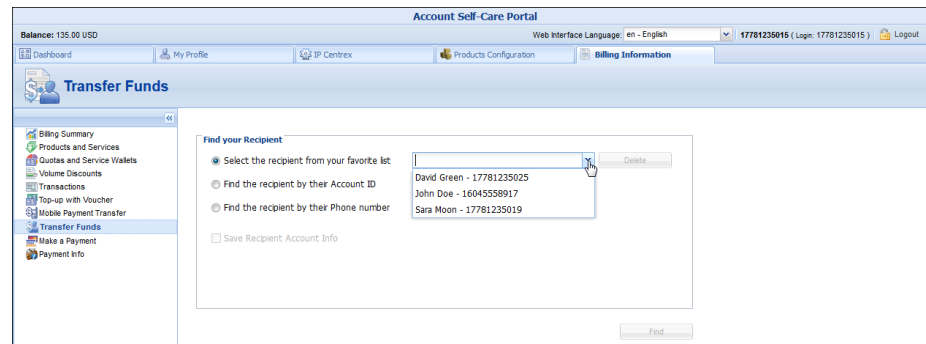 Account Self-Care Portal
Balance: 135.00 USD
Web Interface Language: en - English
17781235015 ( Login: 17781235015 )
Logout
Dashboard
My Profile
IP Centrex
Products Configuration
Billing Information
Transfer Funds
Billing Summary
Products and Services
Quotas and Service Wallets
Volume Discounts
Transactions
Top-up with Voucher
Mobile Payment Transfer
Transfer Funds
Make a Payment
Payment Info
Find your Recipient
Select the recipient from your favorite list
Delete
David Green - 17781235025
John Doe - 16045558917
Sara Moon - 17781235019
Find the recipient by their Account ID
Find the recipient by their Phone number
Save Recipient Account Info
Find